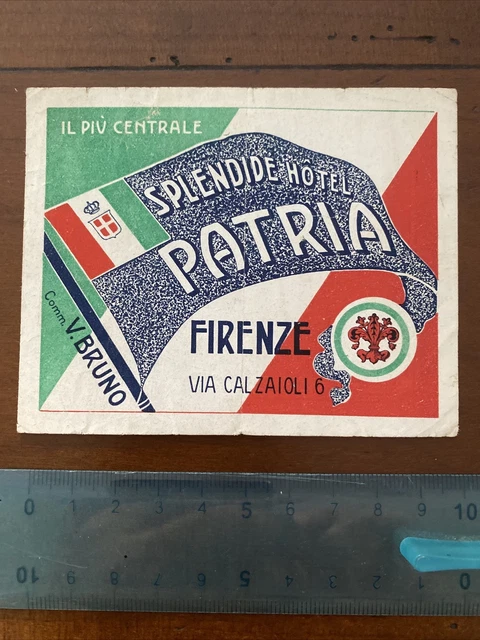 IL PIÙ CENTRALE
SPLENDIDE HÔTEL
PATRIA
FIRENZE
VIA CALZAIOLI 6
Comm. V. BRUNO
0 1 2 3 4 5 6 7 8 9 10
10 9 8 7 6 5 4 3 2 1 0